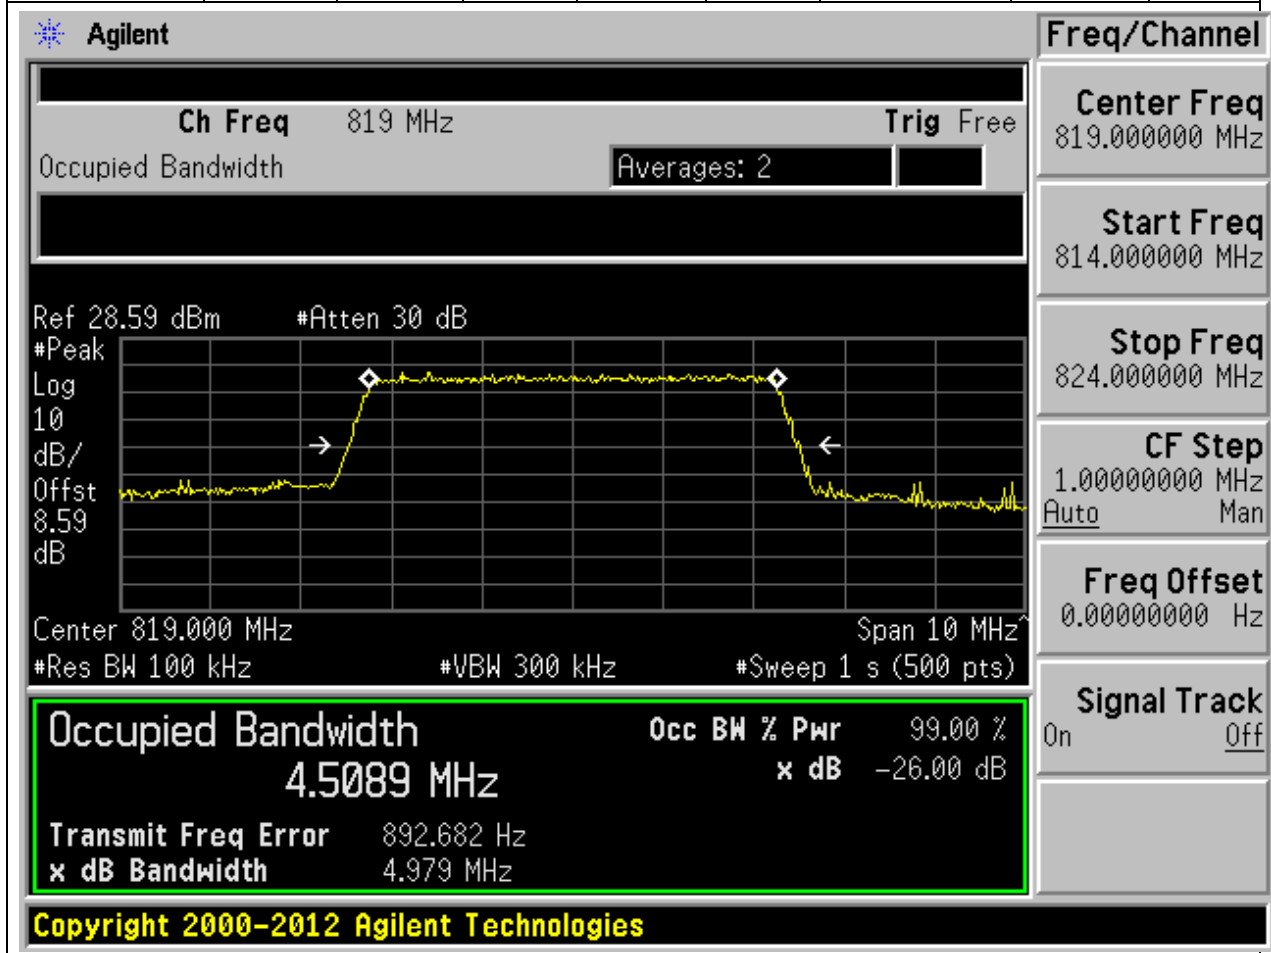 Agilent
Freq/Channel
Ch Freq 819 MHz Trig Free
Occupied Bandwidth Averages: 2
Ref 28.59 dBm #Atten 30 dB
#Peak
Log
10
dB/
Offst
8.59
dB
Center 819.000 MHz Span 10 MHz^
#Res BW 100 kHz #VBW 300 kHz #Sweep 1 s (500 pts)
Occupied Bandwidth
4.5089 MHz
Occ BW % Pwr 99.00 %
x dB -26.00 dB
Transmit Freq Error 892.682 Hz
x dB Bandwidth 4.979 MHz
Center Freq
819.000000 MHz
Start Freq
814.000000 MHz
Stop Freq
824.000000 MHz
CF Step
1.00000000 MHz
Auto Man
Freq Offset
0.00000000 Hz
Signal Track
On Off
Copyright 2000-2012 Agilent Technologies